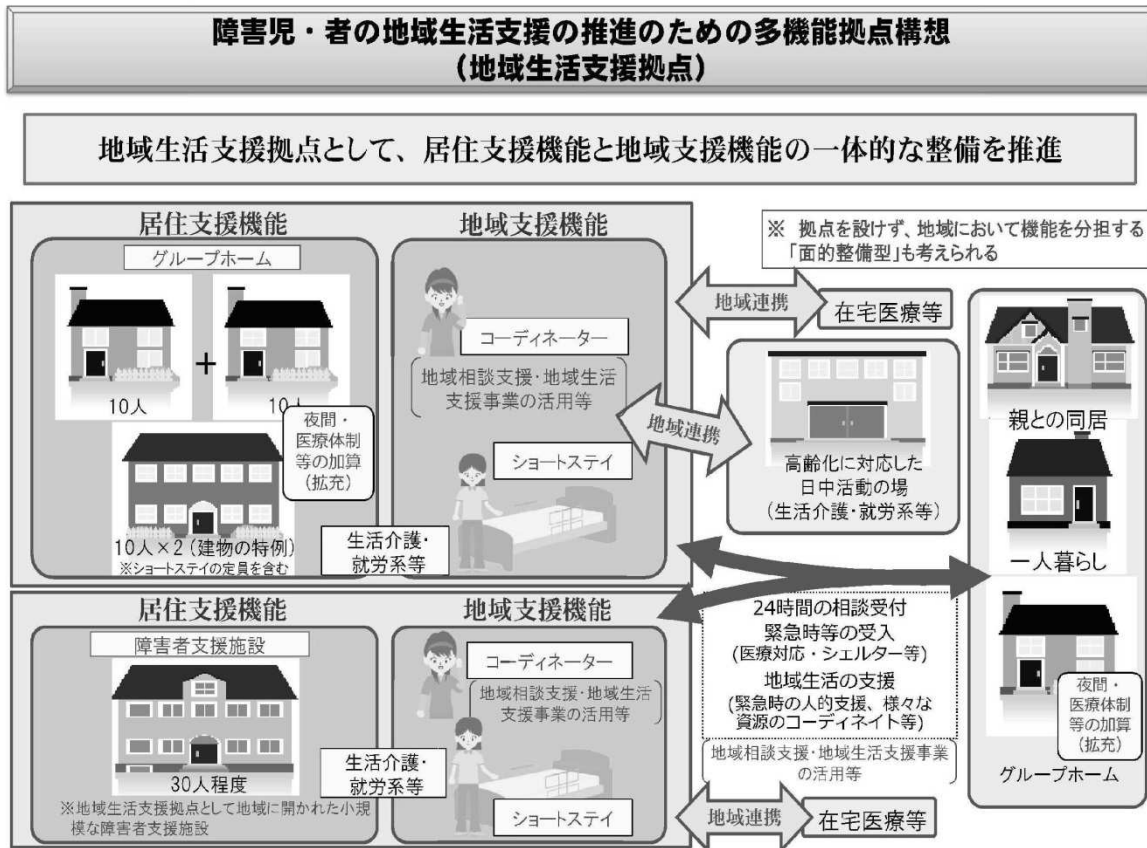 障害児・者の地域生活支援の推進のための多機能拠点構想
（地域生活支援拠点）
地域生活支援拠点として、居住支援機能と地域支援機能の一体的な整備を推進
居住支援機能
グループホーム
＋
10人
10人
夜間・
医療体制
等の加算
（拡充）
10人×2（建物の特例）
※ショートステイの定員を含む
地域支援機能
コーディネーター
地域相談支援・地域生活
支援事業の活用等
ショートステイ
生活介護・
就労系等
居住支援機能
障害者支援施設
30人程度
※地域生活支援拠点として地域に開かれた小規
模な障害者支援施設
地域支援機能
コーディネーター
地域相談支援・地域生活
支援事業の活用等
ショートステイ
生活介護・
就労系等
※ 拠点を設けず、地域において機能を分担する
「面的整備型」も考えられる
地域連携
在宅医療等
地域連携
高齢化に対応した
日中活動の場
（生活介護・就労系等）
24時間の相談受付
緊急時等の受入
（医療対応・シェルター等）
地域生活の支援
（緊急時の人的支援、様々な
資源のコーディネイト等）
地域相談支援・地域生活支援事業
の活用等
地域連携
在宅医療等
親との同居
一人暮らし
夜間・
医療体制
等の加算
（拡充）
グループホーム